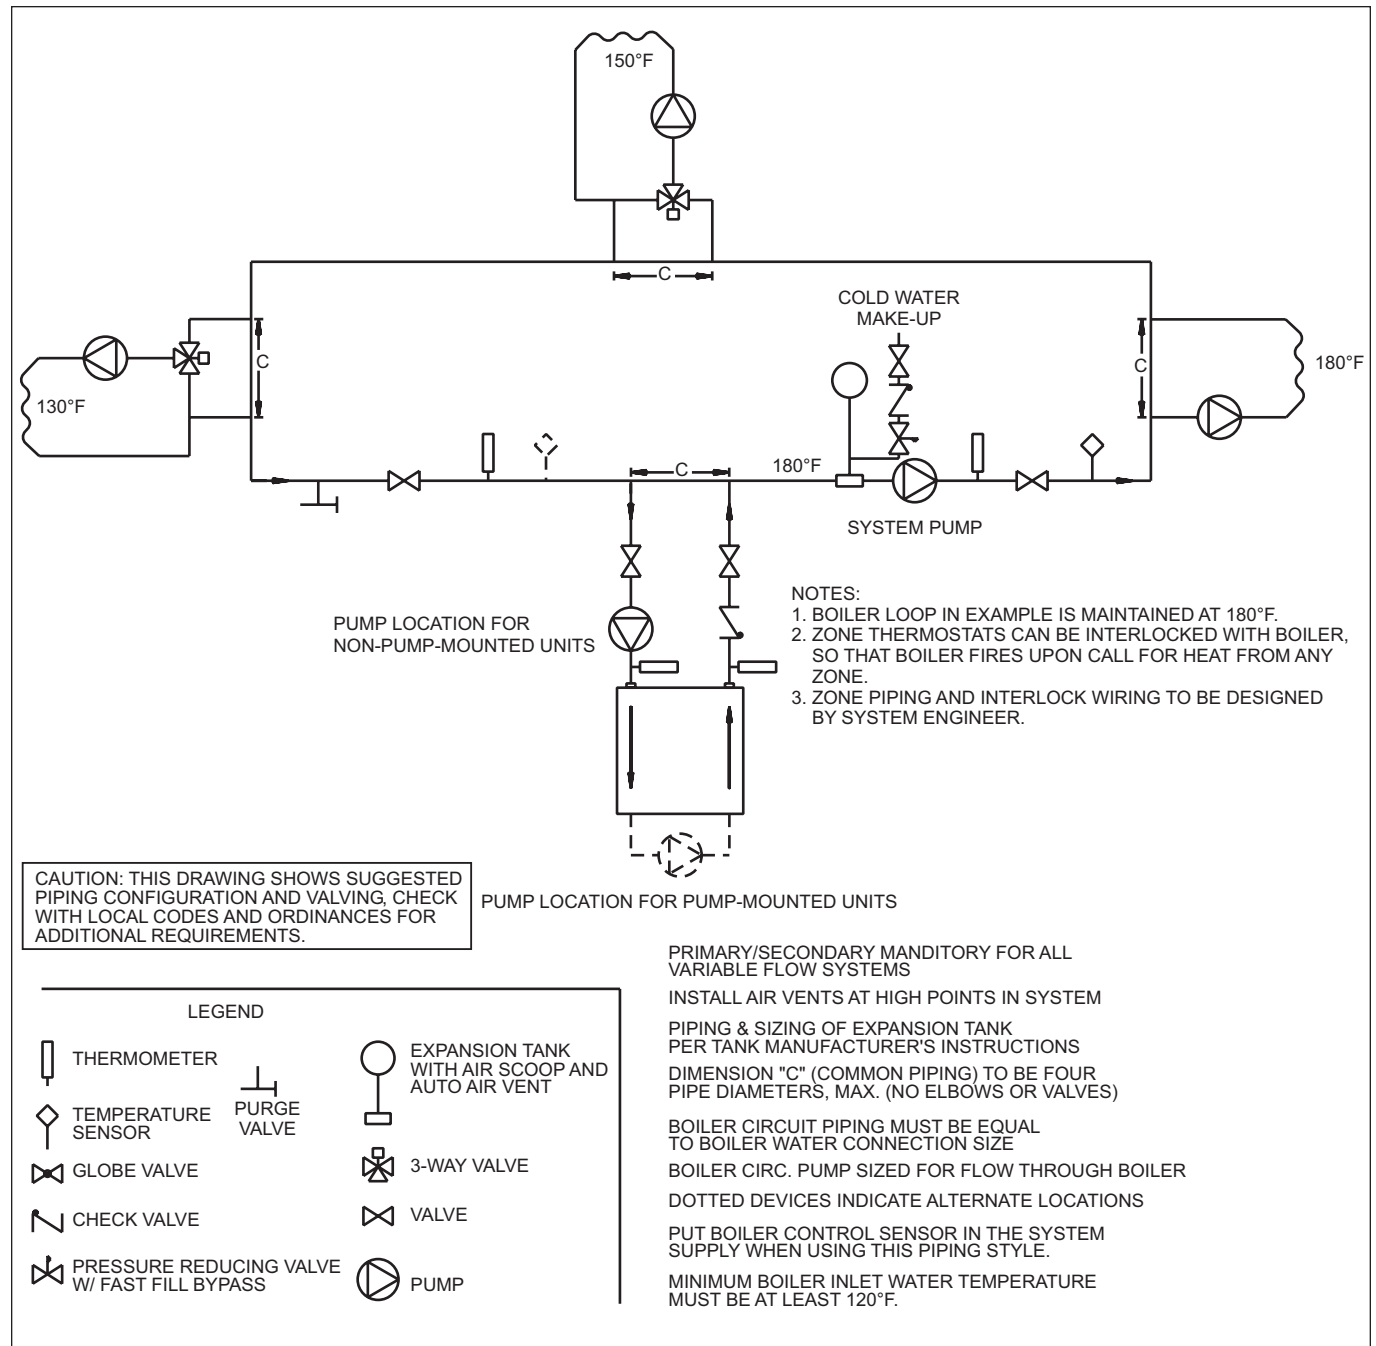 150°F
C
COLD WATER
MAKE-UP
C
130°F
C
180°F
C
180°F
SYSTEM PUMP
PUMP LOCATION FOR
NON-PUMP-MOUNTED UNITS
NOTES:
1. BOILER LOOP IN EXAMPLE IS MAINTAINED AT 180°F.
2. ZONE THERMOSTATS CAN BE INTERLOCKED WITH BOILER,
SO THAT BOILER FIRES UPON CALL FOR HEAT FROM ANY
ZONE.
3. ZONE PIPING AND INTERLOCK WIRING TO BE DESIGNED
BY SYSTEM ENGINEER.
CAUTION: THIS DRAWING SHOWS SUGGESTED
PIPING CONFIGURATION AND VALVING, CHECK
WITH LOCAL CODES AND ORDINANCES FOR
ADDITIONAL REQUIREMENTS.
PUMP LOCATION FOR PUMP-MOUNTED UNITS
LEGEND
THERMOMETER
TEMPERATURE
SENSOR
GLOBE VALVE
CHECK VALVE
PRESSURE REDUCING VALVE
W/ FAST FILL BYPASS
PURGE
VALVE
EXPANSION TANK
WITH AIR SCOOP AND
AUTO AIR VENT
3-WAY VALVE
VALVE
PUMP
PRIMARY/SECONDARY MANDITORY FOR ALL
VARIABLE FLOW SYSTEMS
INSTALL AIR VENTS AT HIGH POINTS IN SYSTEM
PIPING & SIZING OF EXPANSION TANK
PER TANK MANUFACTURER'S INSTRUCTIONS
DIMENSION "C" (COMMON PIPING) TO BE FOUR
PIPE DIAMETERS, MAX. (NO ELBOWS OR VALVES)
BOILER CIRCUIT PIPING MUST BE EQUAL
TO BOILER WATER CONNECTION SIZE
BOILER CIRC. PUMP SIZED FOR FLOW THROUGH BOILER
DOTTED DEVICES INDICATE ALTERNATE LOCATIONS
PUT BOILER CONTROL SENSOR IN THE SYSTEM
SUPPLY WHEN USING THIS PIPING STYLE.
MINIMUM BOILER INLET WATER TEMPERATURE
MUST BE AT LEAST 120°F.